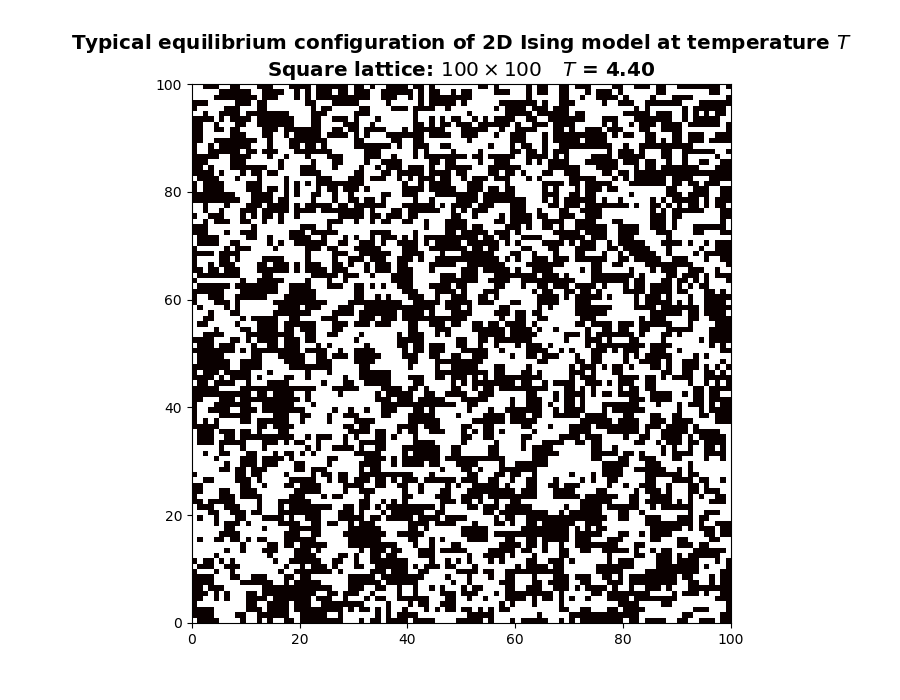 Typical equilibrium configuration of 2D Ising model at temperature T
Square lattice: 100 × 100 T = 4.40
100
80
60
40
20
0
0 20 40 60 80 100